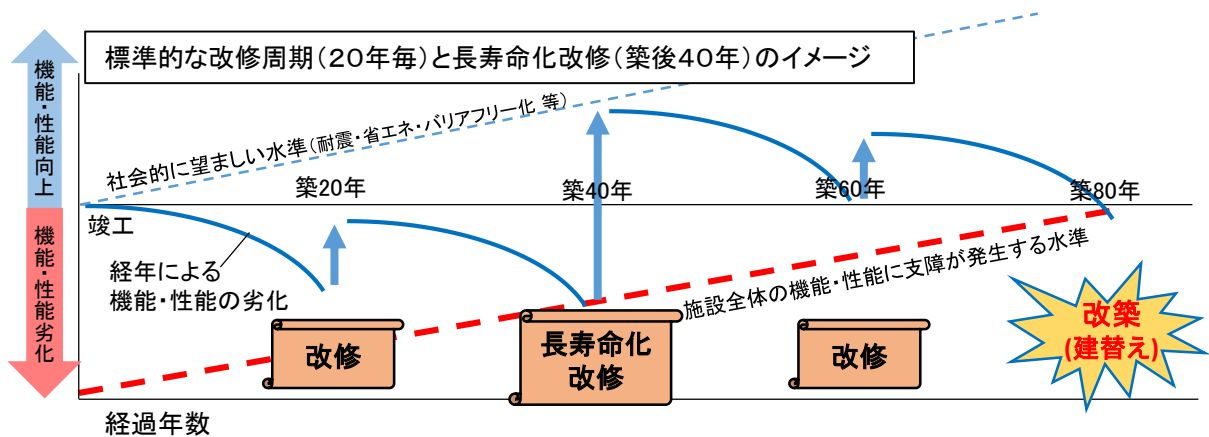 標準的な改修周期(20年毎)と長寿命化改修(築後40年)のイメージ
機能・性能向上
機能・性能劣化
社会的に望ましい水準(耐震・省エネ・バリアフリー化 等)
築20年
築40年
築60年
築80年
竣工
経年による
機能・性能の劣化
施設全体の機能・性能に支障が発生する水準
改修
長寿命化
改修
改修
改築
(建替え)
経過年数